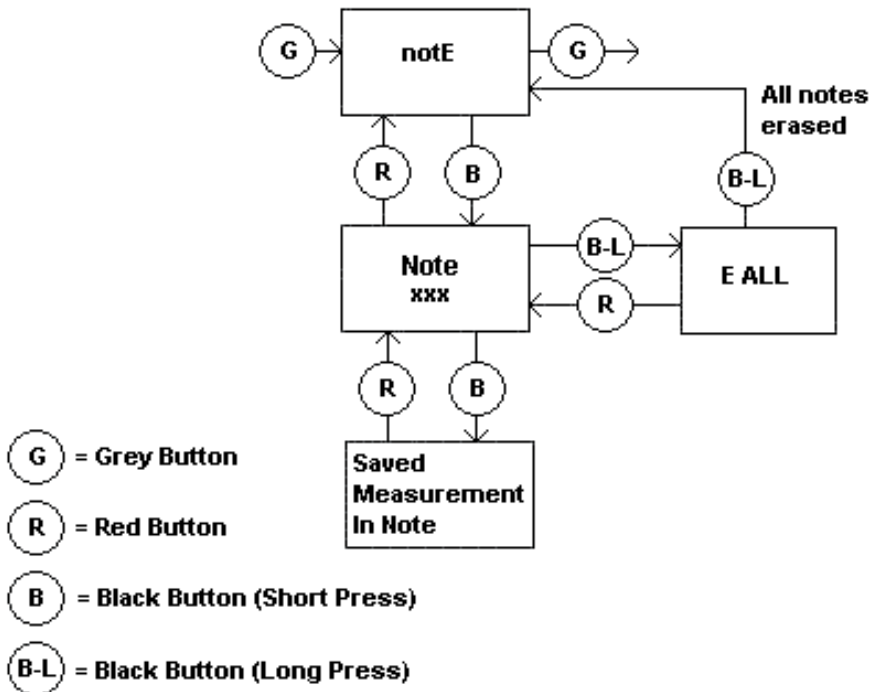 G
notE
G
All notes
erased
R
B
B-L
Note
xxx
B-L
E ALL
R
R
B
Saved
Measurement
In Note
G = Grey Button
R = Red Button
B = Black Button (Short Press)
B-L = Black Button (Long Press)